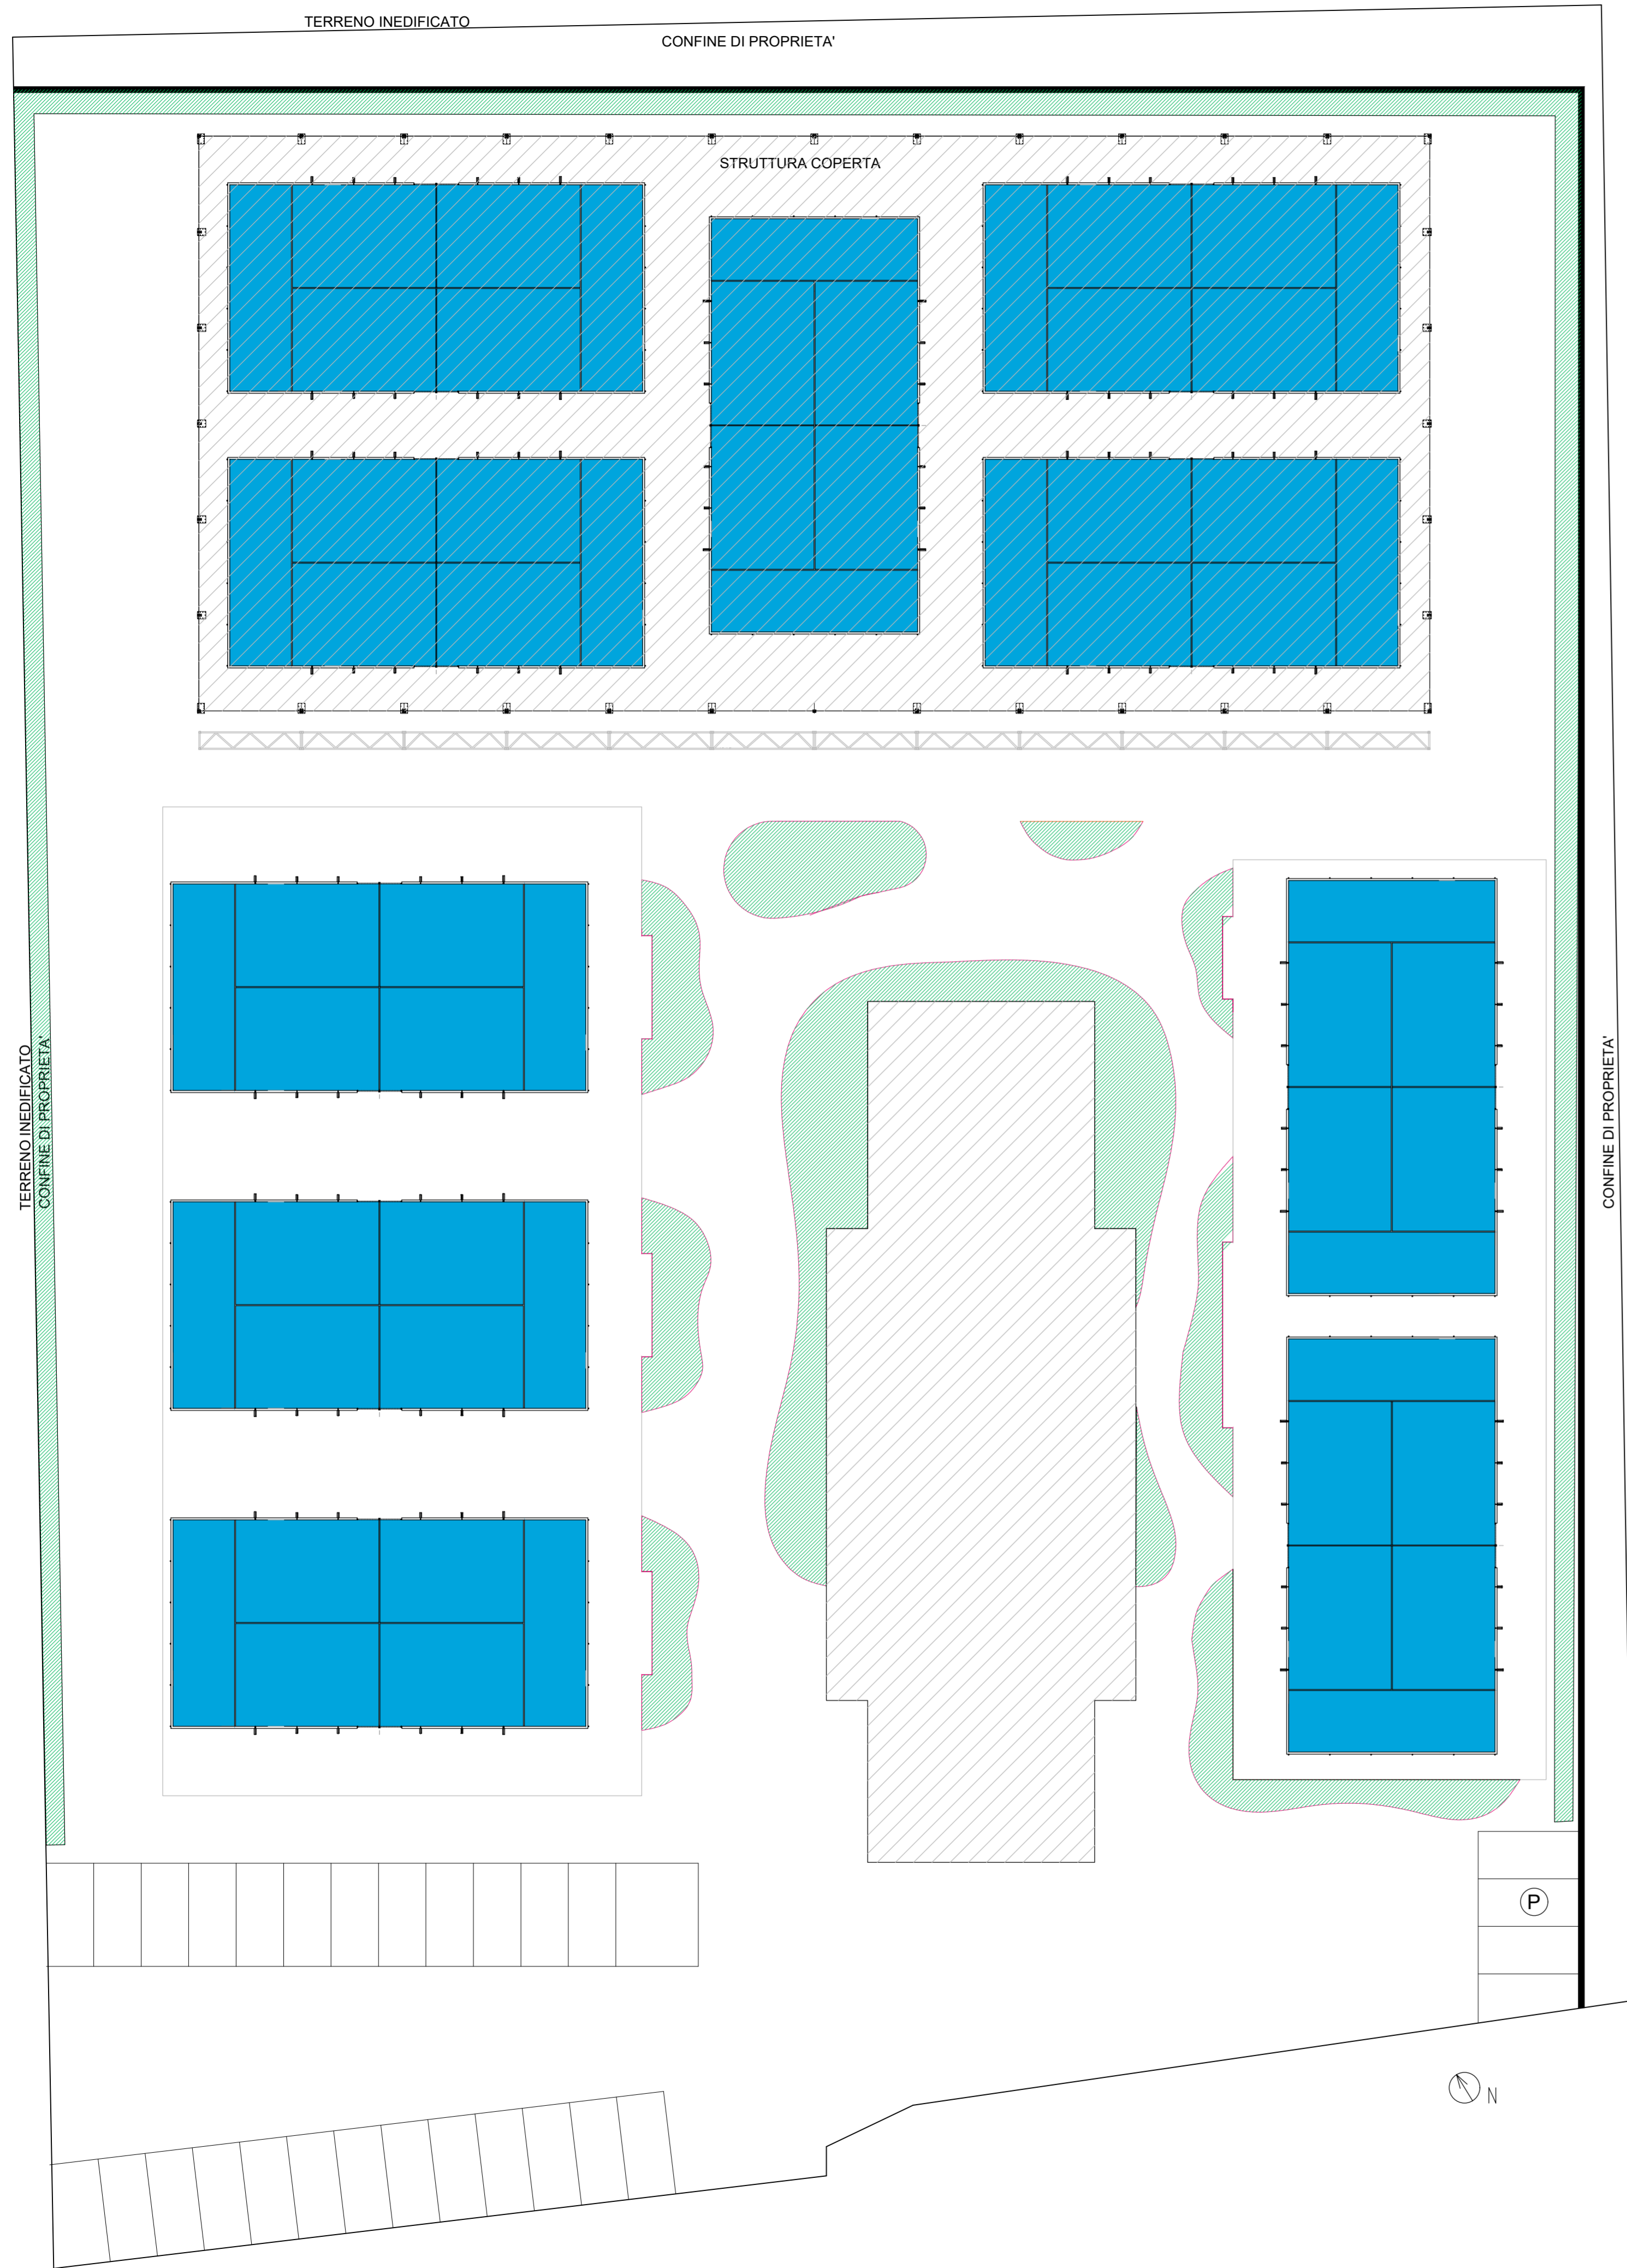 TERRENO INEDIFICATO
CONFINE DI PROPRIETA'
STRUTTURA COPERTA
TERRENO INEDIFICATO
CONFINE DI PROPRIETA'
CONFINE DI PROPRIETA'
P
N